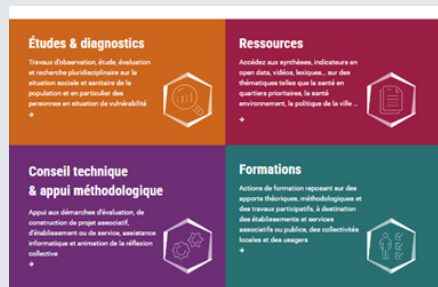 Études & diagnostics
Travaux d'observation, étude, évaluation
et recherche pluridisciplinaire sur la
situation sociale et sanitaire de la
population et en particulier des
personnes en situation de vulnérabilité
→
Ressources
Accédez aux synthèses, indicateurs en
open data, vidéos, lexiques... sur des
thématiques telles que la santé en
quartiers prioritaires, la santé
environnement, la politique de la ville ...
→
Conseil technique
& appui méthodologique
Appui aux démarches d'évaluation, de
construction de projet associatif,
d'établissement ou de service, assistance
informatique et animation de la réflexion
collective
→
Formations
Actions de formation reposant sur des
apports théoriques, méthodologiques et
des travaux participatifs, à destination
des établissements et services
associatifs ou publics, des collectivités
locales et des usagers
→